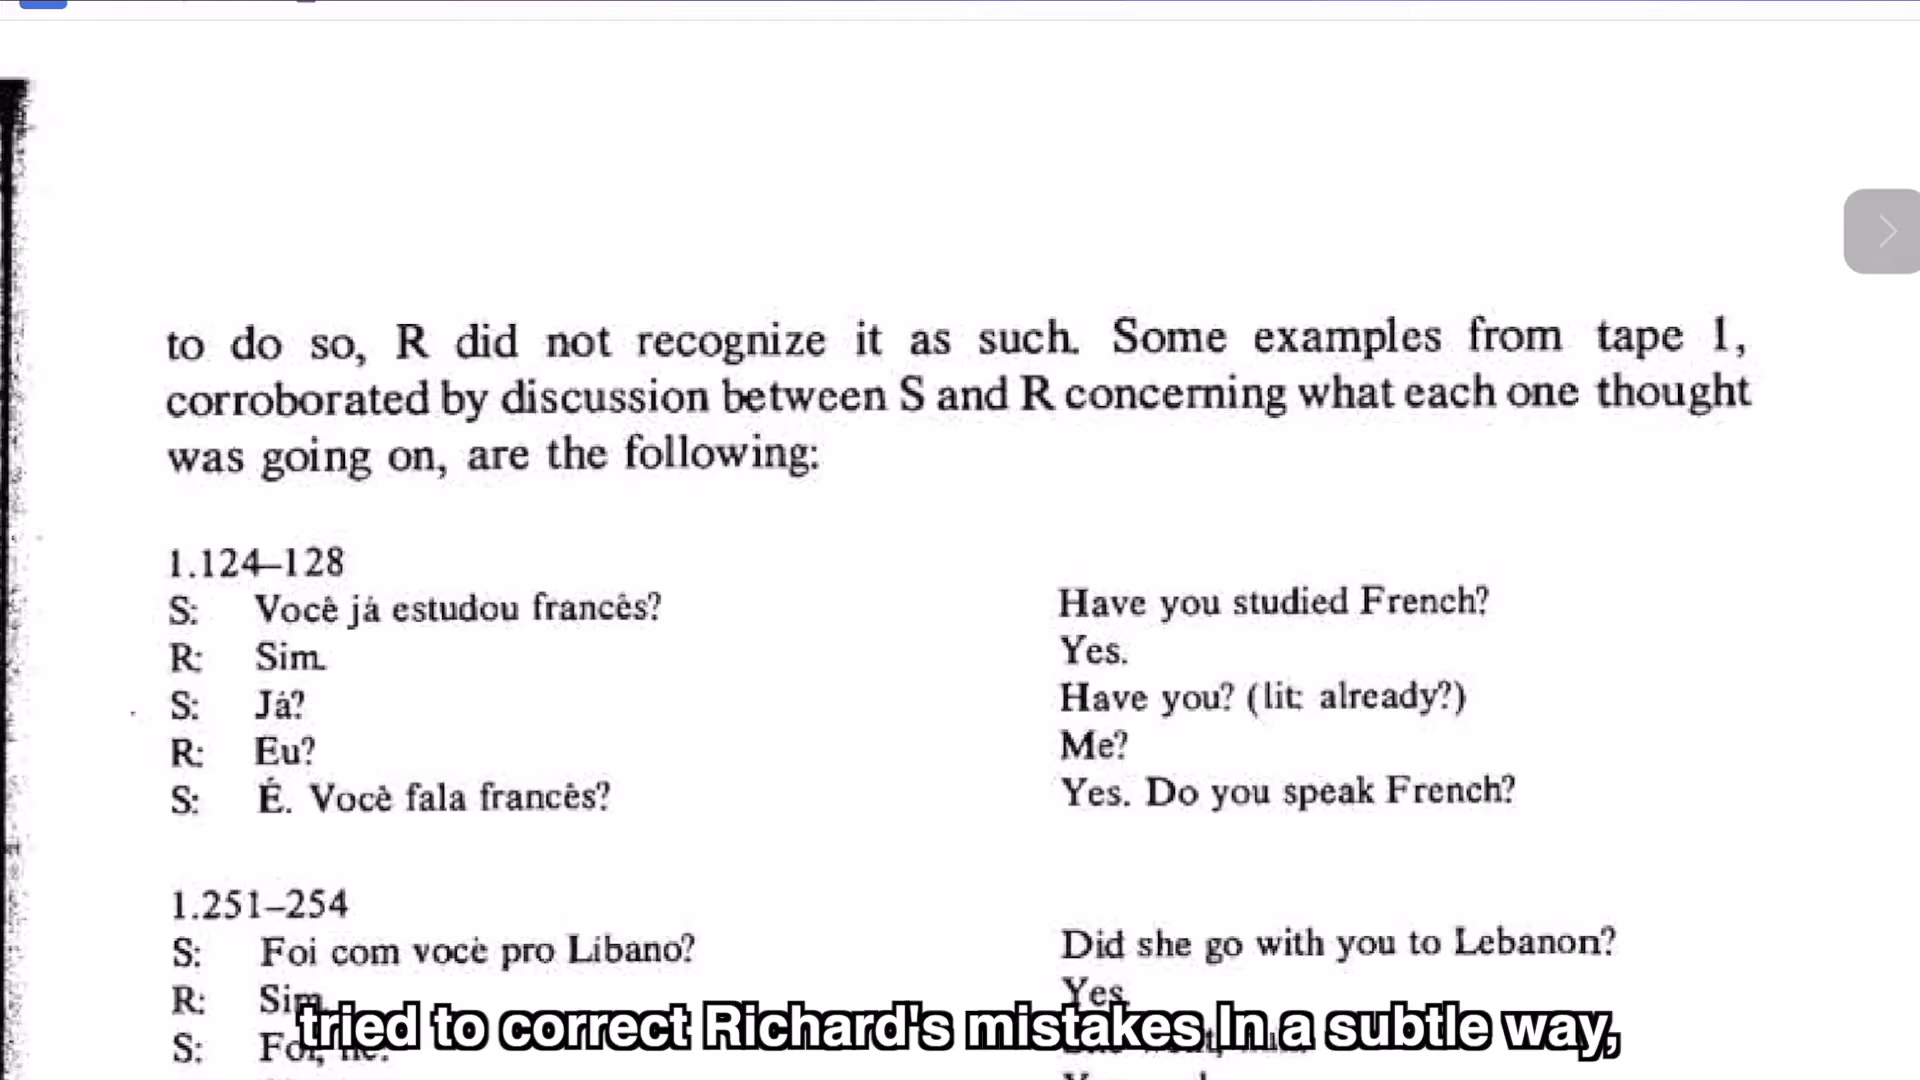 to do so, R did not recognize it as such. Some examples from tape 1,
corroborated by discussion between S and R concerning what each one thought
was going on, are the following:
1.124–128
S: Você já estudou francês? Have you studied French?
R: Sim. Yes.
S: Já? Have you? (lit: already?)
R: Eu? Me?
S: É. Você fala francês? Yes. Do you speak French?
1.251–254
S: Foi com você pro Libano? Did she go with you to Lebanon?
R: Sim Yes
S:
tried to correct Richard's mistakes In a subtle way,